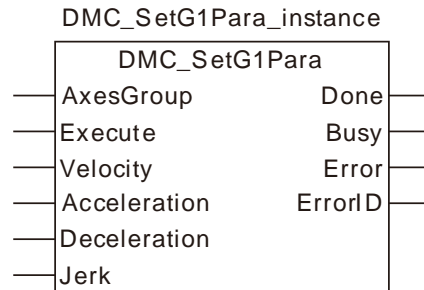 DMC_SetG1Para_instance
DMC_SetG1Para
AxesGroup Done
Execute Busy
Velocity Error
Acceleration ErrorID
Deceleration
Jerk